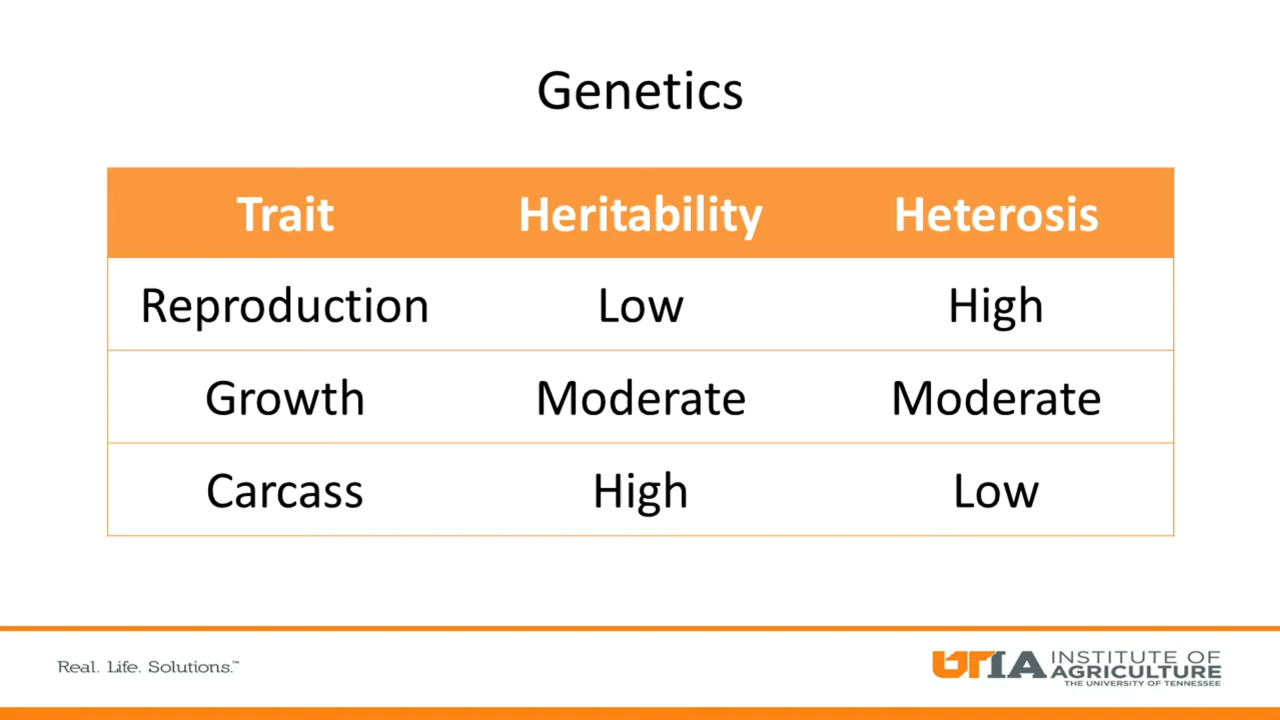 Genetics
Trait Heritability Heterosis
Reproduction Low High
Growth Moderate Moderate
Carcass High Low
Real. Life. Solutions.™
UTIA INSTITUTE OF
AGRICULTURE
THE UNIVERSITY OF TENNESSEE